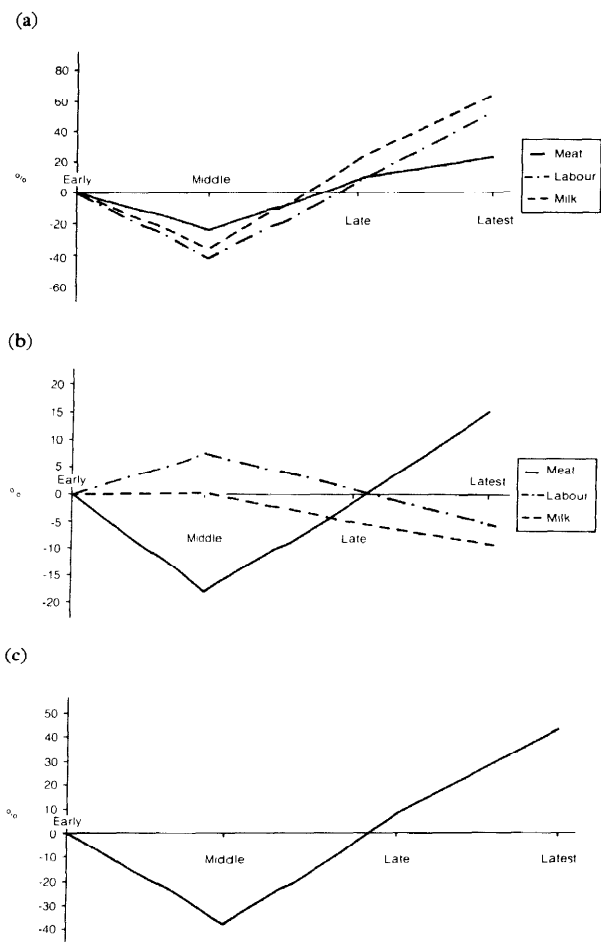 (a)
80
60
40
20
0
-20
-40
-60
%
Early
Middle
Late
Latest
Meat
Labour
Milk
(b)
20
15
10
5
0
-5
-10
-15
-20
%
Early
Middle
Late
Latest
Meat
Labour
Milk
(c)
50
40
30
20
10
0
-10
-20
-30
-40
%
Early
Middle
Late
Latest